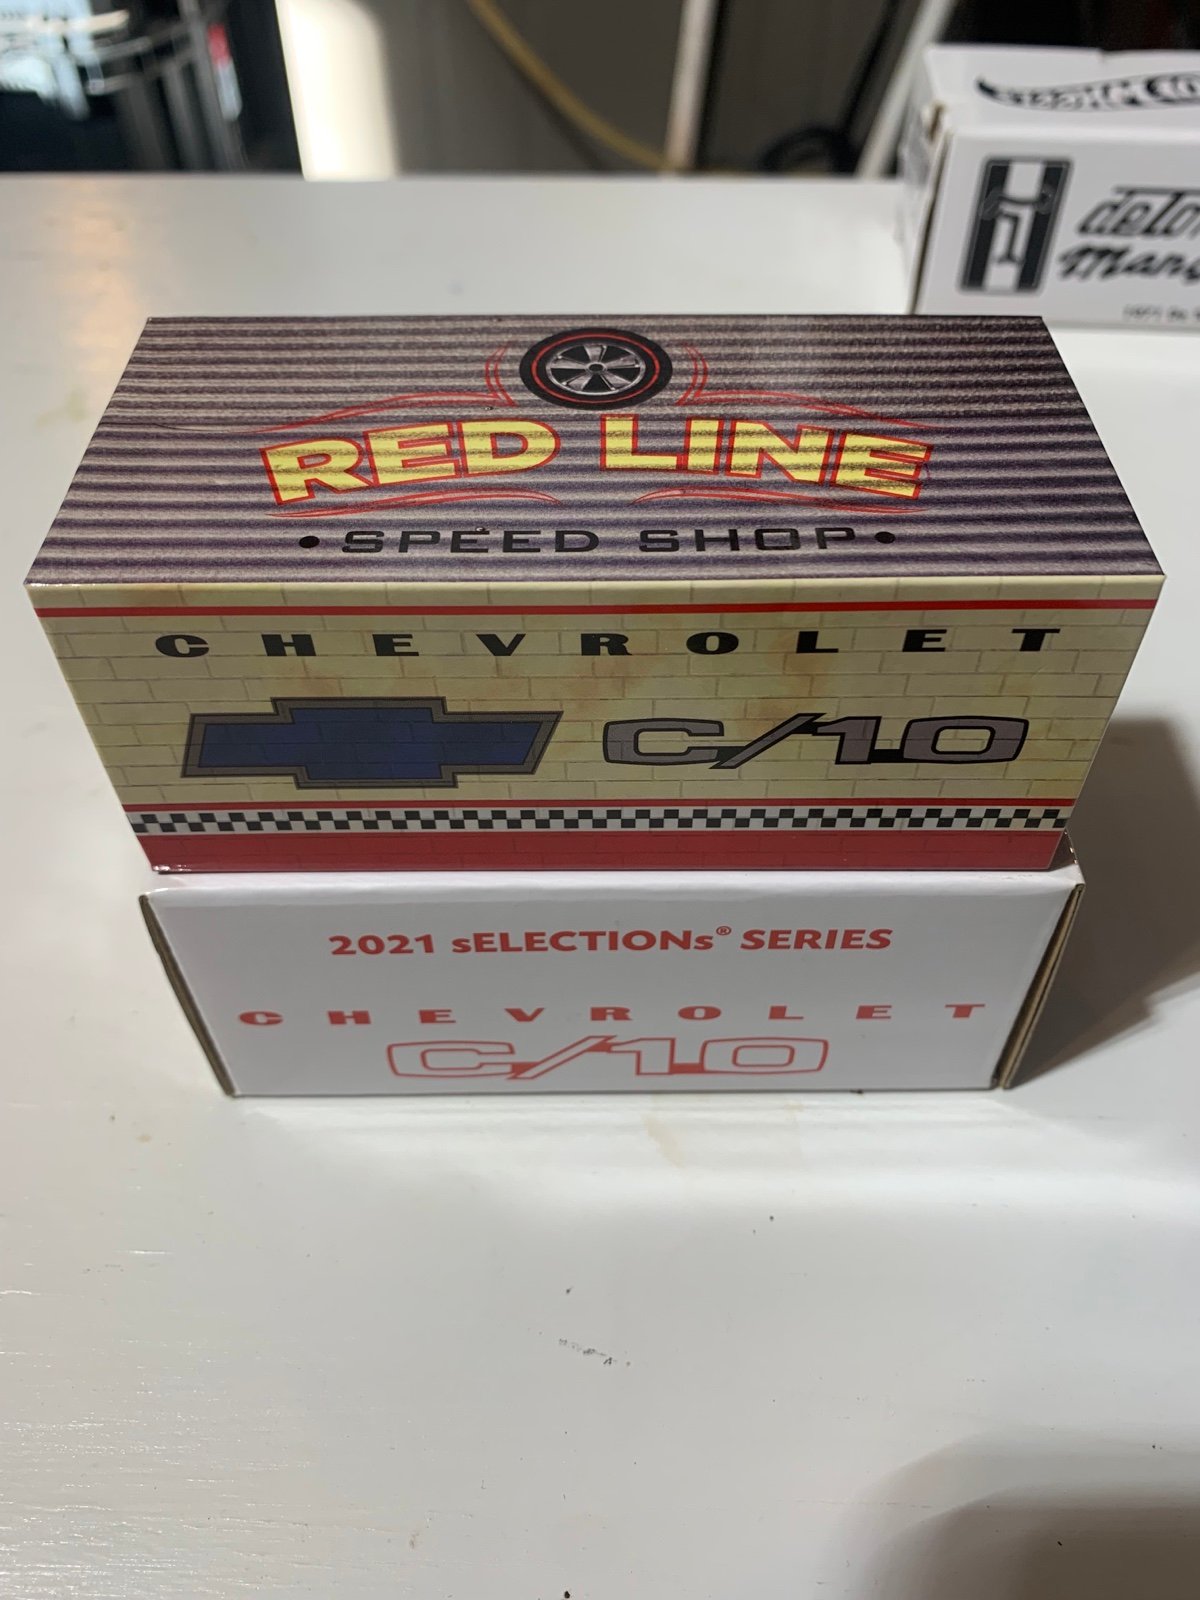 RED LINE
• SPEED SHOP •
CHEVROLET
C/10
2021 sELECTIONs® SERIES
CHEVROLET
C/10